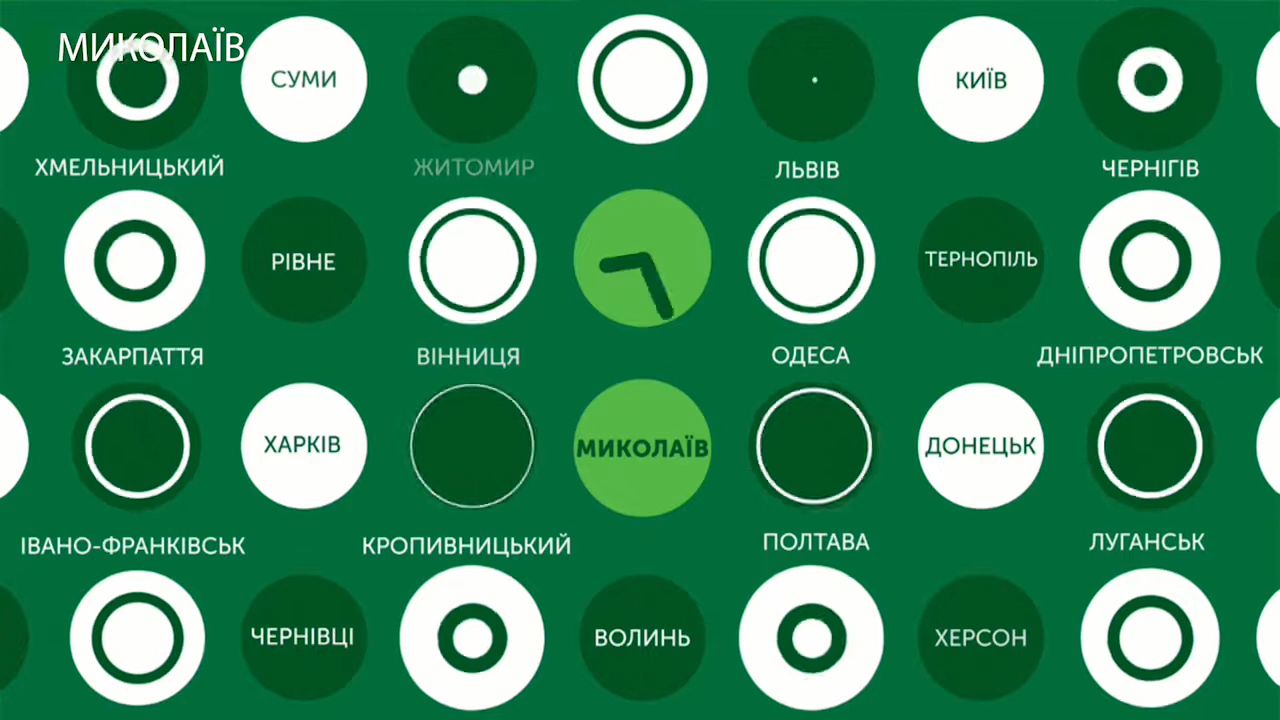 МИКОЛАЇВ
СУМИ
КИЇВ
ХМЕЛЬНИЦЬКИЙ
ЖИТОМИР
ЛЬВІВ
ЧЕРНІГІВ
РІВНЕ
ТЕРНОПІЛЬ
ЗАКАРПАТТЯ
ВІННИЦЯ
ОДЕСА
ДНІПРОПЕТРОВСЬК
ХАРКІВ
МИКОЛАЇВ
ДОНЕЦЬК
ІВАНО-ФРАНКІВСЬК
КРОПИВНИЦЬКИЙ
ПОЛТАВА
ЛУГАНСЬК
ЧЕРНІВЦІ
ВОЛИНЬ
ХЕРСОН